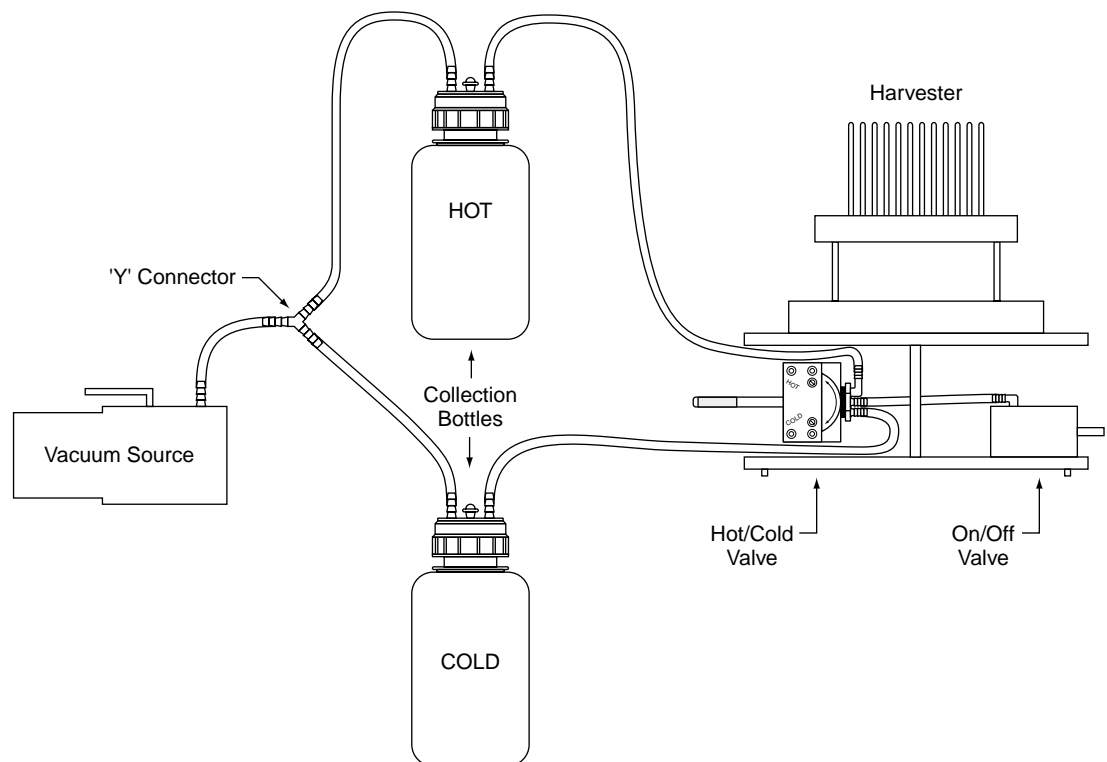 Harvester
HOT
'Y' Connector
Collection
Bottles
HOT
COLD
Vacuum Source
Hot/Cold
Valve
On/Off
Valve
COLD